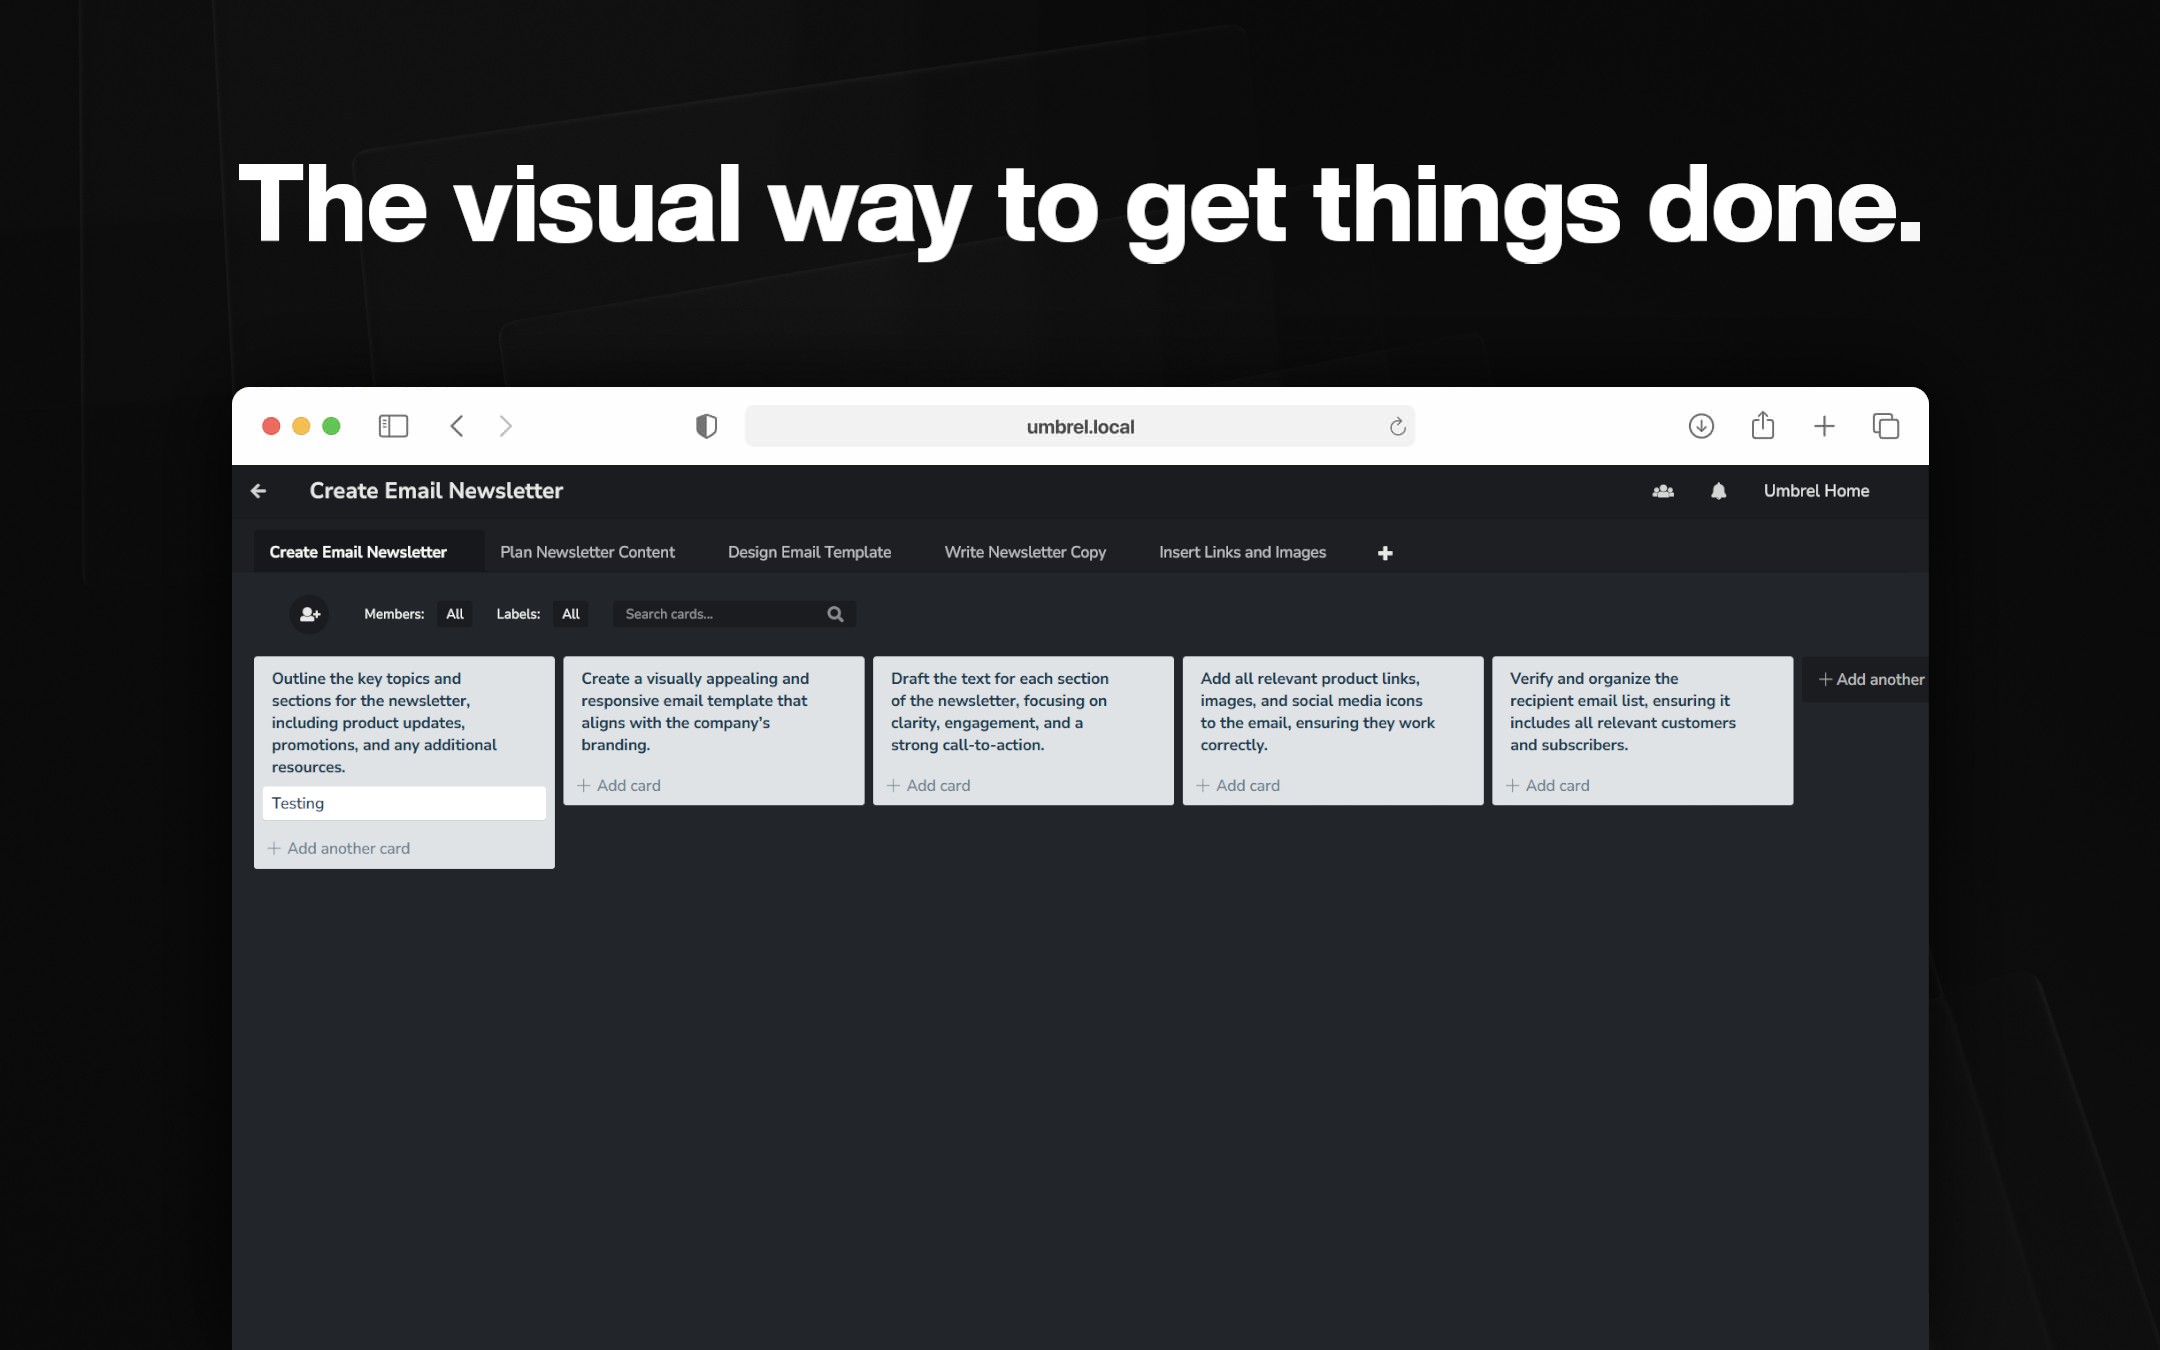 The visual way to get things done.
umbrel.local
Create Email Newsletter
Umbrel Home
Create Email Newsletter
Plan Newsletter Content
Design Email Template
Write Newsletter Copy
Insert Links and Images
Members:
All
Labels:
All
Search cards...
Outline the key topics and
sections for the newsletter,
including product updates,
promotions, and any additional
resources.
Testing
Add another card
Create a visually appealing and
responsive email template that
aligns with the company's
branding.
Add card
Draft the text for each section
of the newsletter, focusing on
clarity, engagement, and a
strong call-to-action.
Add card
Add all relevant product links,
images, and social media icons
to the email, ensuring they work
correctly.
Add card
Verify and organize the
recipient email list, ensuring it
includes all relevant customers
and subscribers.
Add card
Add another